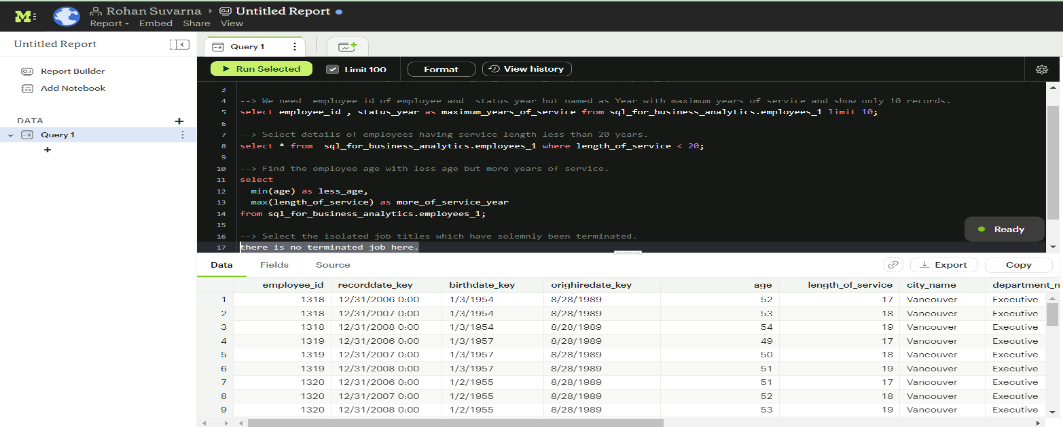 Rohan Suvarna › Untitled Report
Report Embed Share View
Untitled Report
Report Builder
Add Notebook
DATA
Query 1
Query 1
Run Selected Limit 100 Format View history
3
4 --> We need employee id of employee and status year but named as Year with maximum years of service and show only 10 records.
5 select employee_id , status_year as maximum_years_of_service from sql_for_business_analytics.employees_1 limit 10;
6
7 --> Select details of employees having service length less than 20 years.
8 select * from sql_for_business_analytics.employees_1 where length_of_service < 20;
9
10 --> Find the employee age with less age but more years of service.
11 select
12 min(age) as less_age,
13 max(length_of_service) as more_of_service_year
14 from sql_for_business_analytics.employees_1;
15
16 --> Select the isolated job titles which have solemnly been terminated.
17 there is no terminated job here.
Ready
Data Fields Source Export Copy
employee_id recorddate_key birthdate_key orighiredate_key age length_of_service city_name department_n
1 1318 12/31/2006 0:00 1/3/1954 8/28/1989 52 17 Vancouver Executive
2 1318 12/31/2007 0:00 1/3/1954 8/28/1989 53 18 Vancouver Executive
3 1318 12/31/2008 0:00 1/3/1954 8/28/1989 54 19 Vancouver Executive
4 1319 12/31/2006 0:00 1/3/1957 8/28/1989 49 17 Vancouver Executive
5 1319 12/31/2007 0:00 1/3/1957 8/28/1989 50 18 Vancouver Executive
6 1319 12/31/2008 0:00 1/3/1957 8/28/1989 51 19 Vancouver Executive
7 1320 12/31/2006 0:00 1/2/1955 8/28/1989 51 17 Vancouver Executive
8 1320 12/31/2007 0:00 1/2/1955 8/28/1989 52 18 Vancouver Executive
9 1320 12/31/2008 0:00 1/2/1955 8/28/1989 53 19 Vancouver Executive